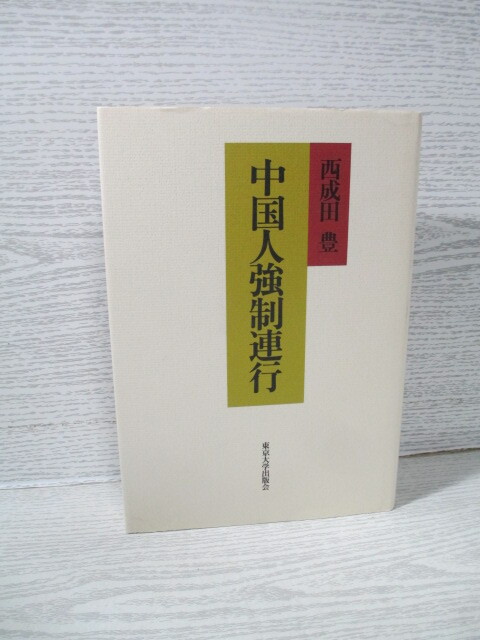 西成田 豊
中国人強制連行
東京大学出版会